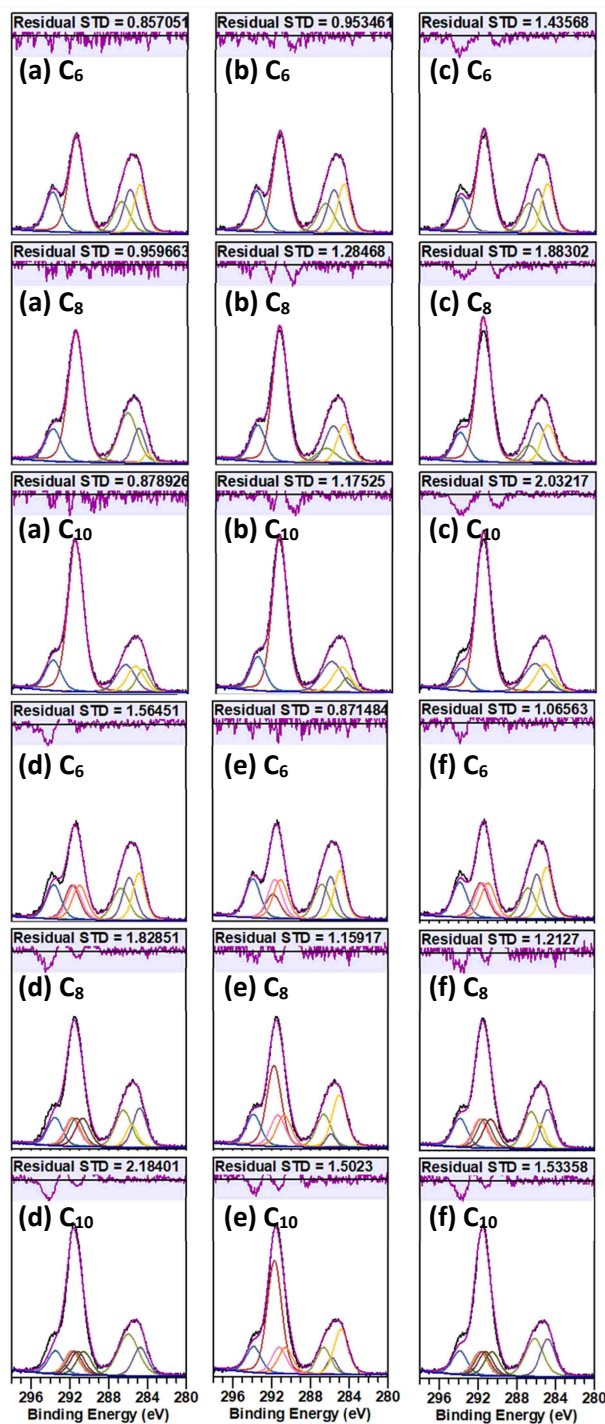 Residual STD = 0.857051
(a) C₆
Residual STD = 0.953461
(b) C₆
Residual STD = 1.43568
(c) C₆
Residual STD = 0.959663
(a) C₈
Residual STD = 1.28468
(b) C₈
Residual STD = 1.88302
(c) C₈
Residual STD = 0.878926
(a) C₁₀
Residual STD = 1.17525
(b) C₁₀
Residual STD = 2.03217
(c) C₁₀
Residual STD = 1.56451
(d) C₆
Residual STD = 0.871484
(e) C₆
Residual STD = 1.06563
(f) C₆
Residual STD = 1.82851
(d) C₈
Residual STD = 1.15917
(e) C₈
Residual STD = 1.2127
(f) C₈
Residual STD = 2.18401
(d) C₁₀
Residual STD = 1.5023
(e) C₁₀
Residual STD = 1.53358
(f) C₁₀
296 292 288 284 280
Binding Energy (eV)
296 292 288 284 280
Binding Energy (eV)
296 292 288 284 280
Binding Energy (eV)